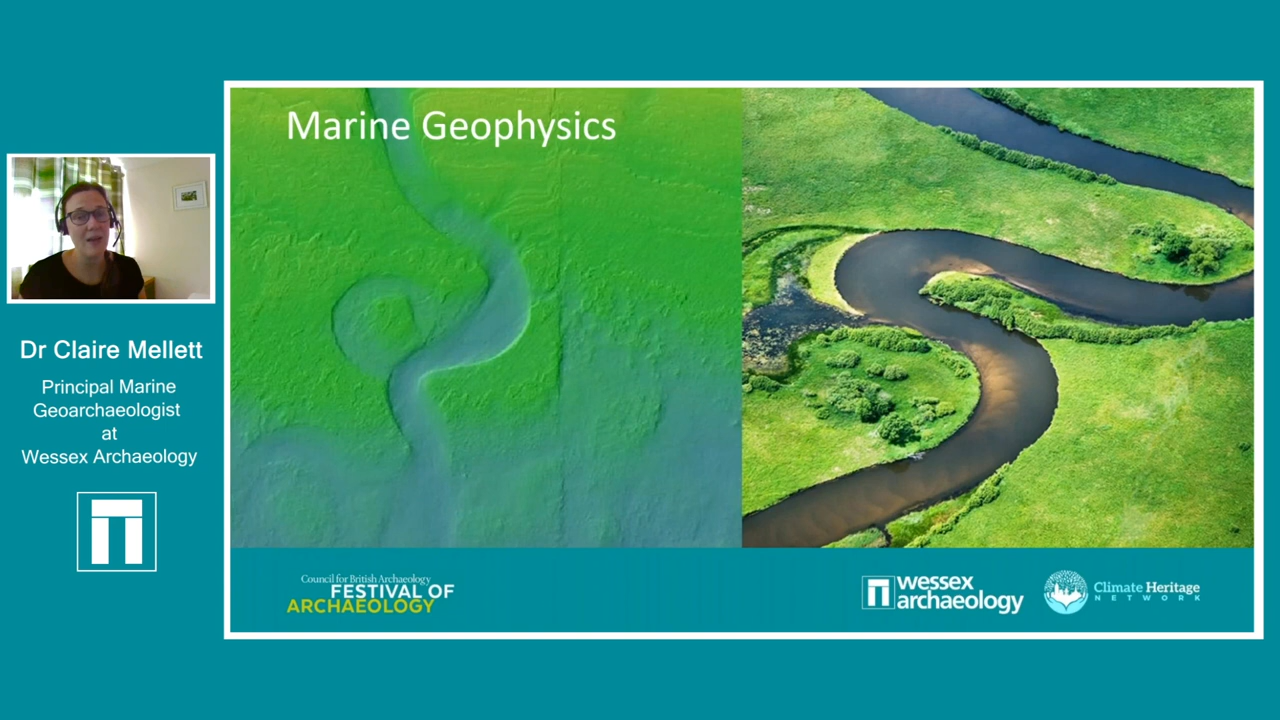 Marine Geophysics
Dr Claire Mellett
Principal Marine
Geoarchaeologist
at
Wessex Archaeology
Council for British Archaeology
FESTIVAL OF
ARCHAEOLOGY
wessex
archaeology
Climate Heritage
NETWORK